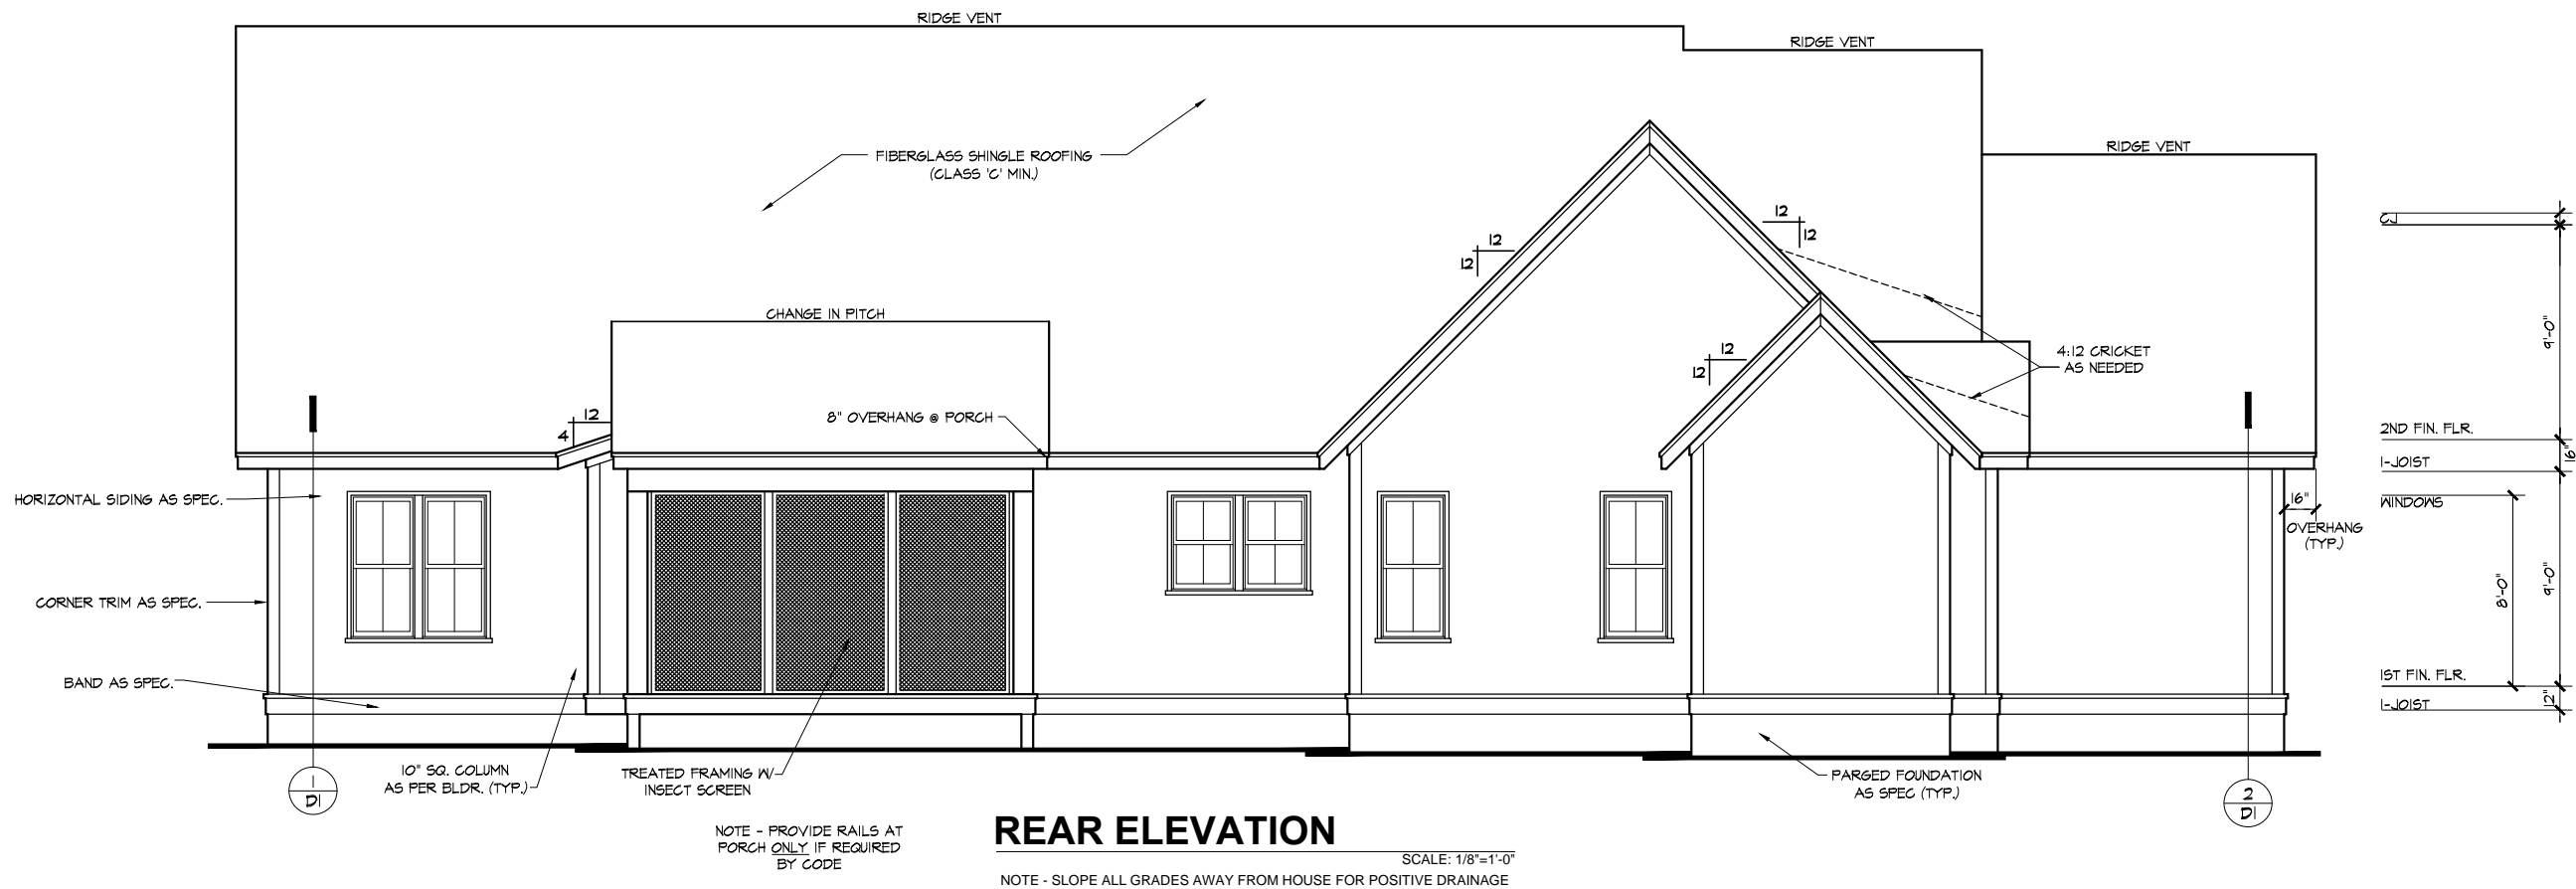 RIDGE VENT
RIDGE VENT
RIDGE VENT
FIBERGLASS SHINGLE ROOFING
(CLASS 'C' MIN.)
12
12
12
12
CJ
CHANGE IN PITCH
9'-0"
12
12
4:12 CRICKET
AS NEEDED
12
4
8" OVERHANG @ PORCH
2ND FIN. FLR.
16"
I-JOIST
HORIZONTAL SIDING AS SPEC.
16"
OVERHANG
(TYP.)
WINDOWS
8'-0"
9'-0"
CORNER TRIM AS SPEC.
BAND AS SPEC.
1ST FIN. FLR.
12"
I-JOIST
1
D1
10" SQ. COLUMN
AS PER BLDR. (TYP.)
TREATED FRAMING W/
INSECT SCREEN
PARGED FOUNDATION
AS SPEC (TYP.)
2
D1
NOTE - PROVIDE RAILS AT
PORCH ONLY IF REQUIRED
BY CODE
REAR ELEVATION
SCALE: 1/8"=1'-0"
NOTE - SLOPE ALL GRADES AWAY FROM HOUSE FOR POSITIVE DRAINAGE